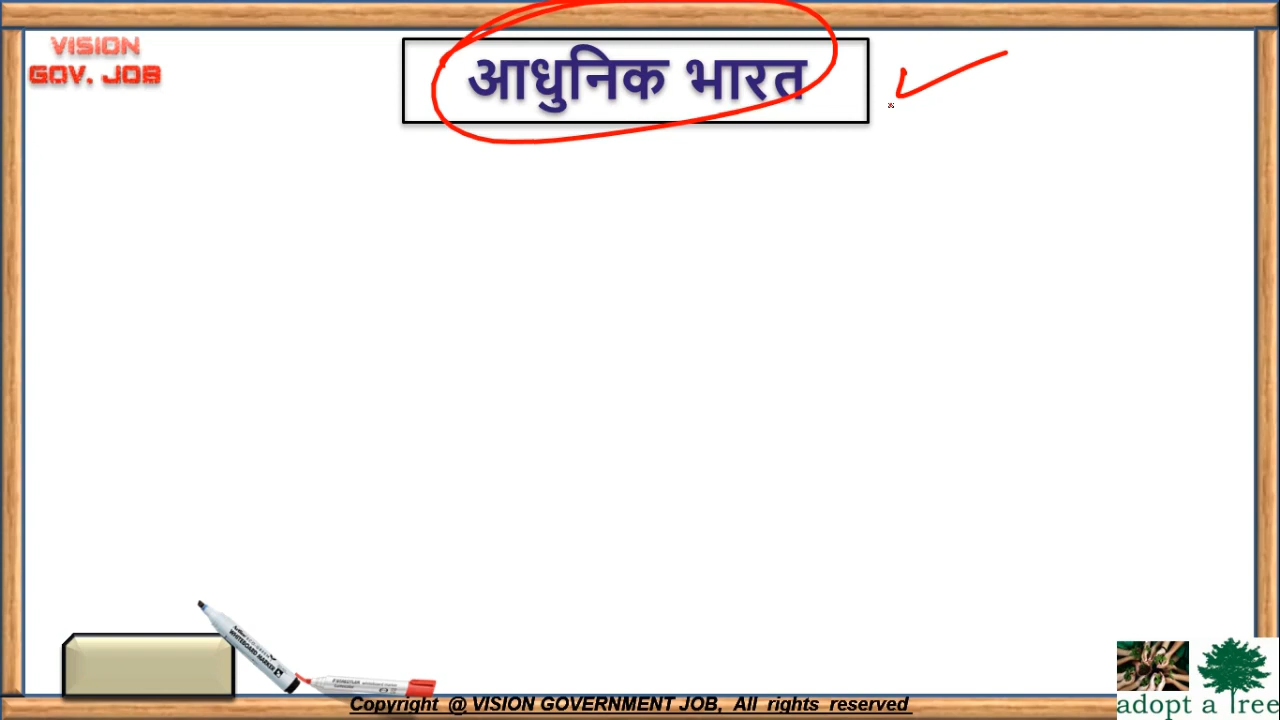 VISION
GOV. JOB
आधुनिक भारत
Copyright @ VISION GOVERNMENT JOB, All rights reserved
adopt a Tree